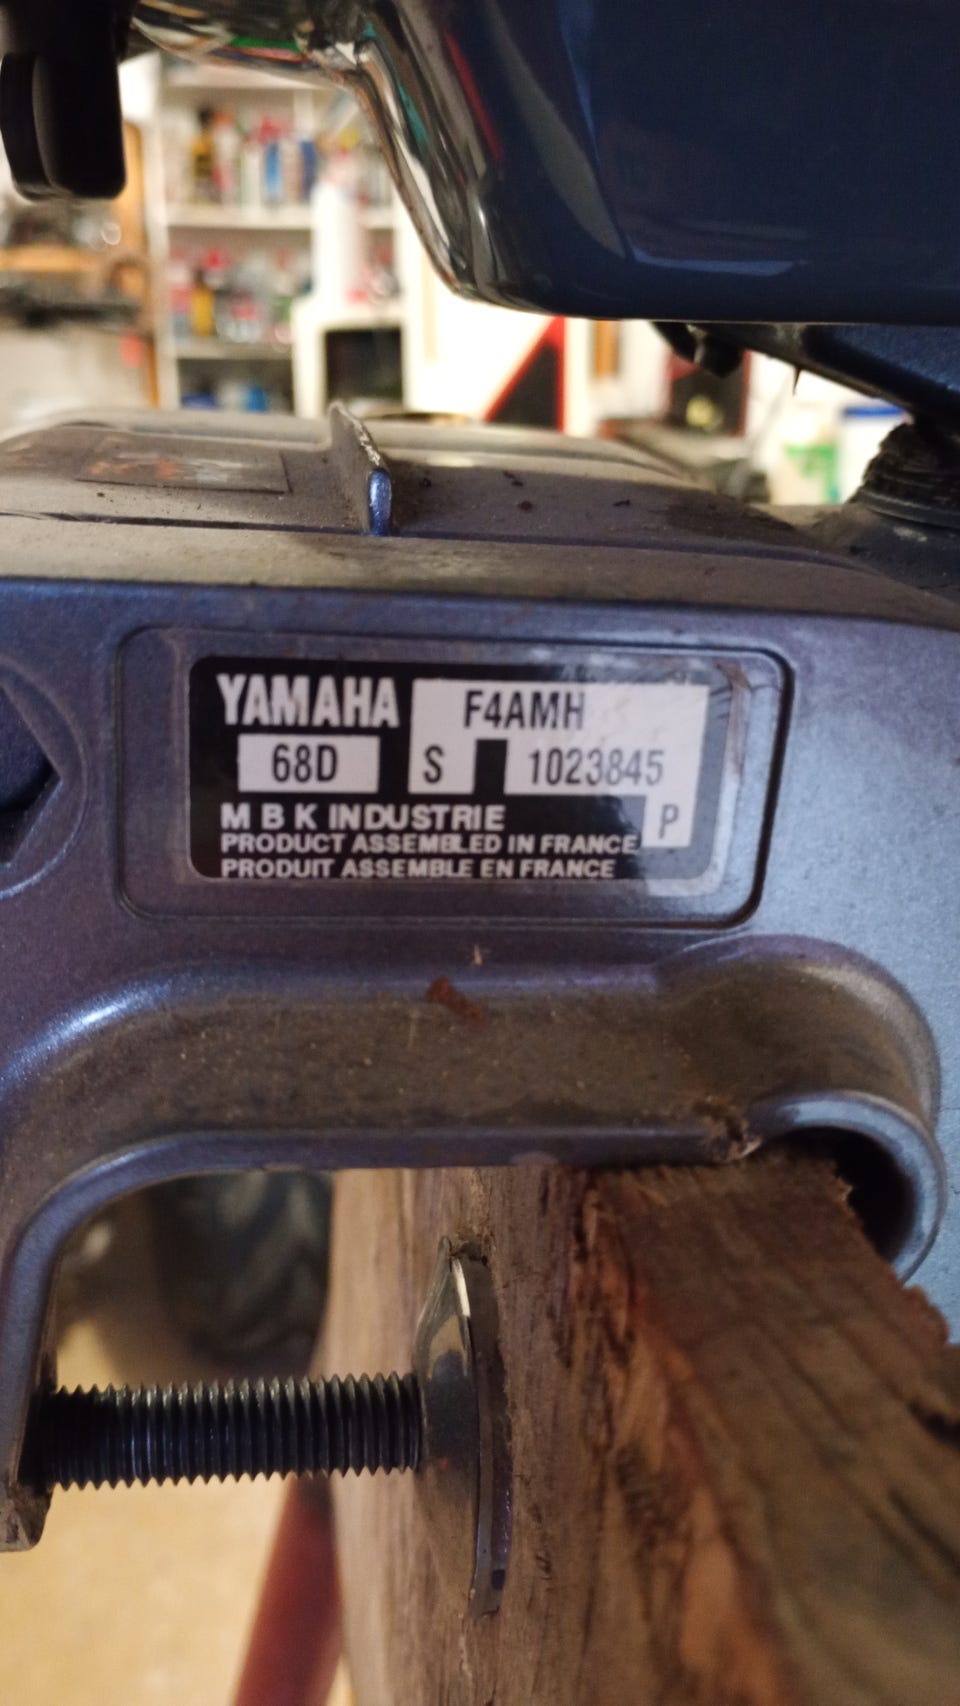 YAMAHA F4AMH
68D S 1023845
M B K INDUSTRIE P
PRODUCT ASSEMBLED IN FRANCE
PRODUIT ASSEMBLE EN FRANCE